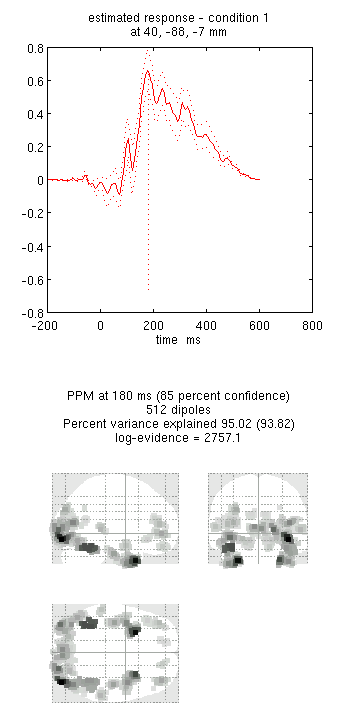 estimated response - condition 1
at 40, -88, -7 mm
0.8
0.6
0.4
0.2
0
-0.2
-0.4
-0.6
-0.8
-200 0 200 400 600 800
time ms
PPM at 180 ms (85 percent confidence)
512 dipoles
Percent variance explained 95.02 (93.82)
log-evidence = 2757.1